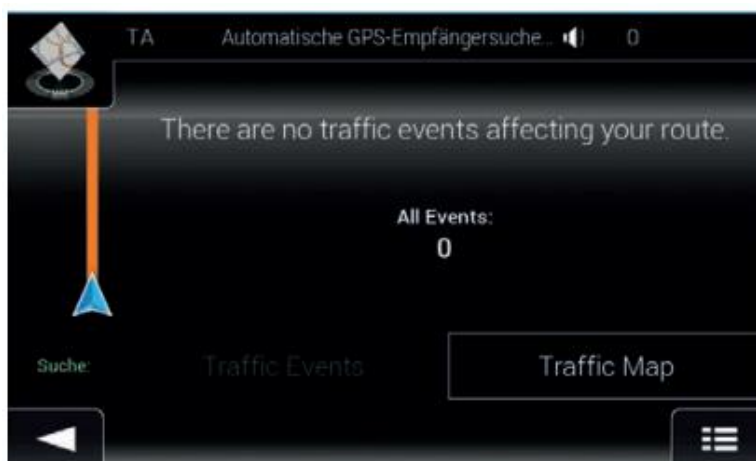 TA Automatische GPS-Empfängersuche... 0
There are no traffic events affecting your route.
All Events:
0
Suche: Traffic Events Traffic Map